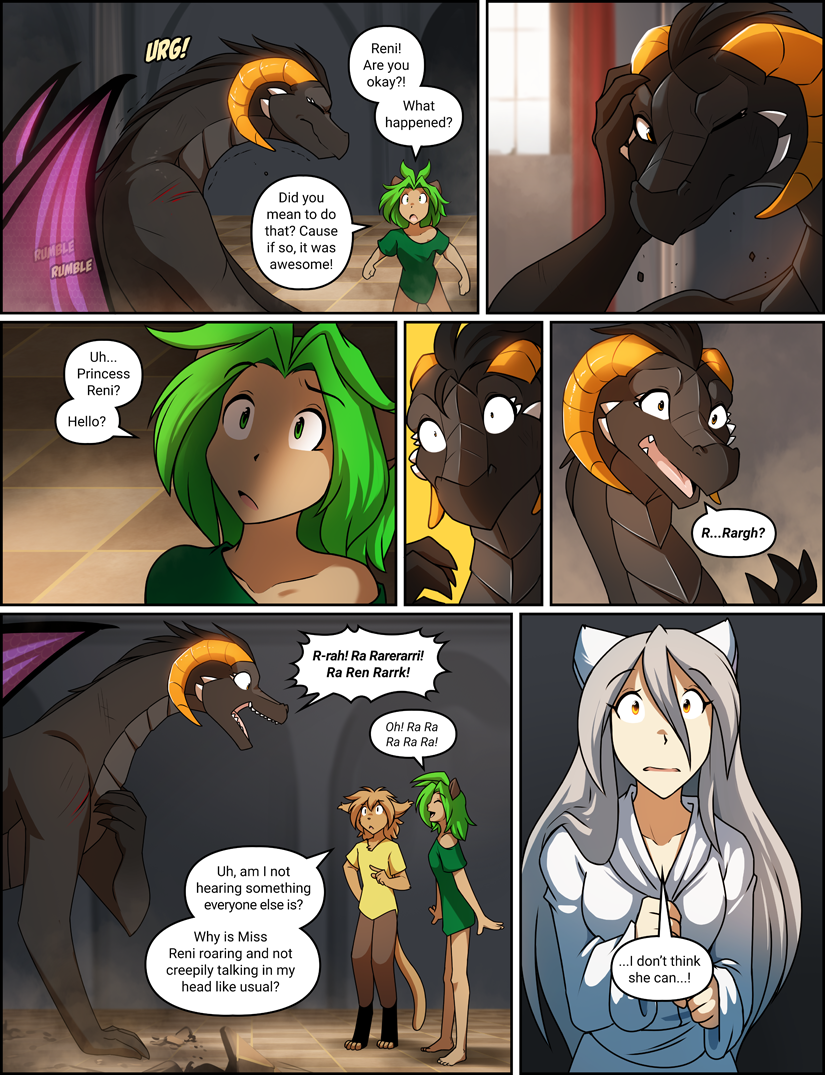 URG!
Reni!
Are you
okay?!
What
happened?
Did you
mean to do
that? Cause
if so, it was
awesome!
RUMBLE
RUMBLE
Uh...
Princess
Reni?
Hello?
R...Rargh?
R-rah! Ra Rarerarri!
Ra Ren Rarrk!
Oh! Ra Ra
Ra Ra Ra!
Uh, am I not
hearing something
everyone else is?
Why is Miss
Reni roaring and not
creepily talking in my
head like usual?
...I don't think
she can...!